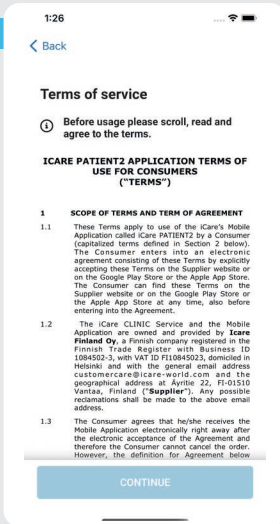 1:26
Back
Terms of service
Before usage please scroll, read and
agree to the terms.
ICARE PATIENT2 APPLICATION TERMS OF
USE FOR CONSUMERS
("TERMS")
1 SCOPE OF TERMS AND TERM OF AGREEMENT
1.1 These Terms apply to use of the iCare's Mobile
Application called iCare PATIENT2 by a Consumer
(capitalized terms defined in Section 2 below).
The Consumer enters into an electronic
agreement consisting of these Terms by explicitly
accepting these Terms on the Supplier website or
on the Google Play Store or the Apple App Store.
The Consumer can find these Terms on the
Supplier website or on the Google Play Store or
the Apple App Store at any time, also before
entering into the Agreement.
1.2 The iCare CLINIC Service and the Mobile
Application are owned and provided by Icare
Finland Oy, a Finnish company registered in the
Finnish Trade Register with Business ID
1084502-3, with VAT ID FI10845023, domiciled in
Helsinki and with the general email address
customercare@icare-world.com and the
geographical address at Äyritie 22, FI-01510
Vantaa, Finland ("Supplier"). Any possible
reclamations shall be made to the above email
address.
1.3 The Consumer agrees that he/she receives the
Mobile Application electronically right away after
the electronic acceptance of the Agreement and
therefore the Consumer cannot cancel the order.
However, the definition for Agreement below
CONTINUE